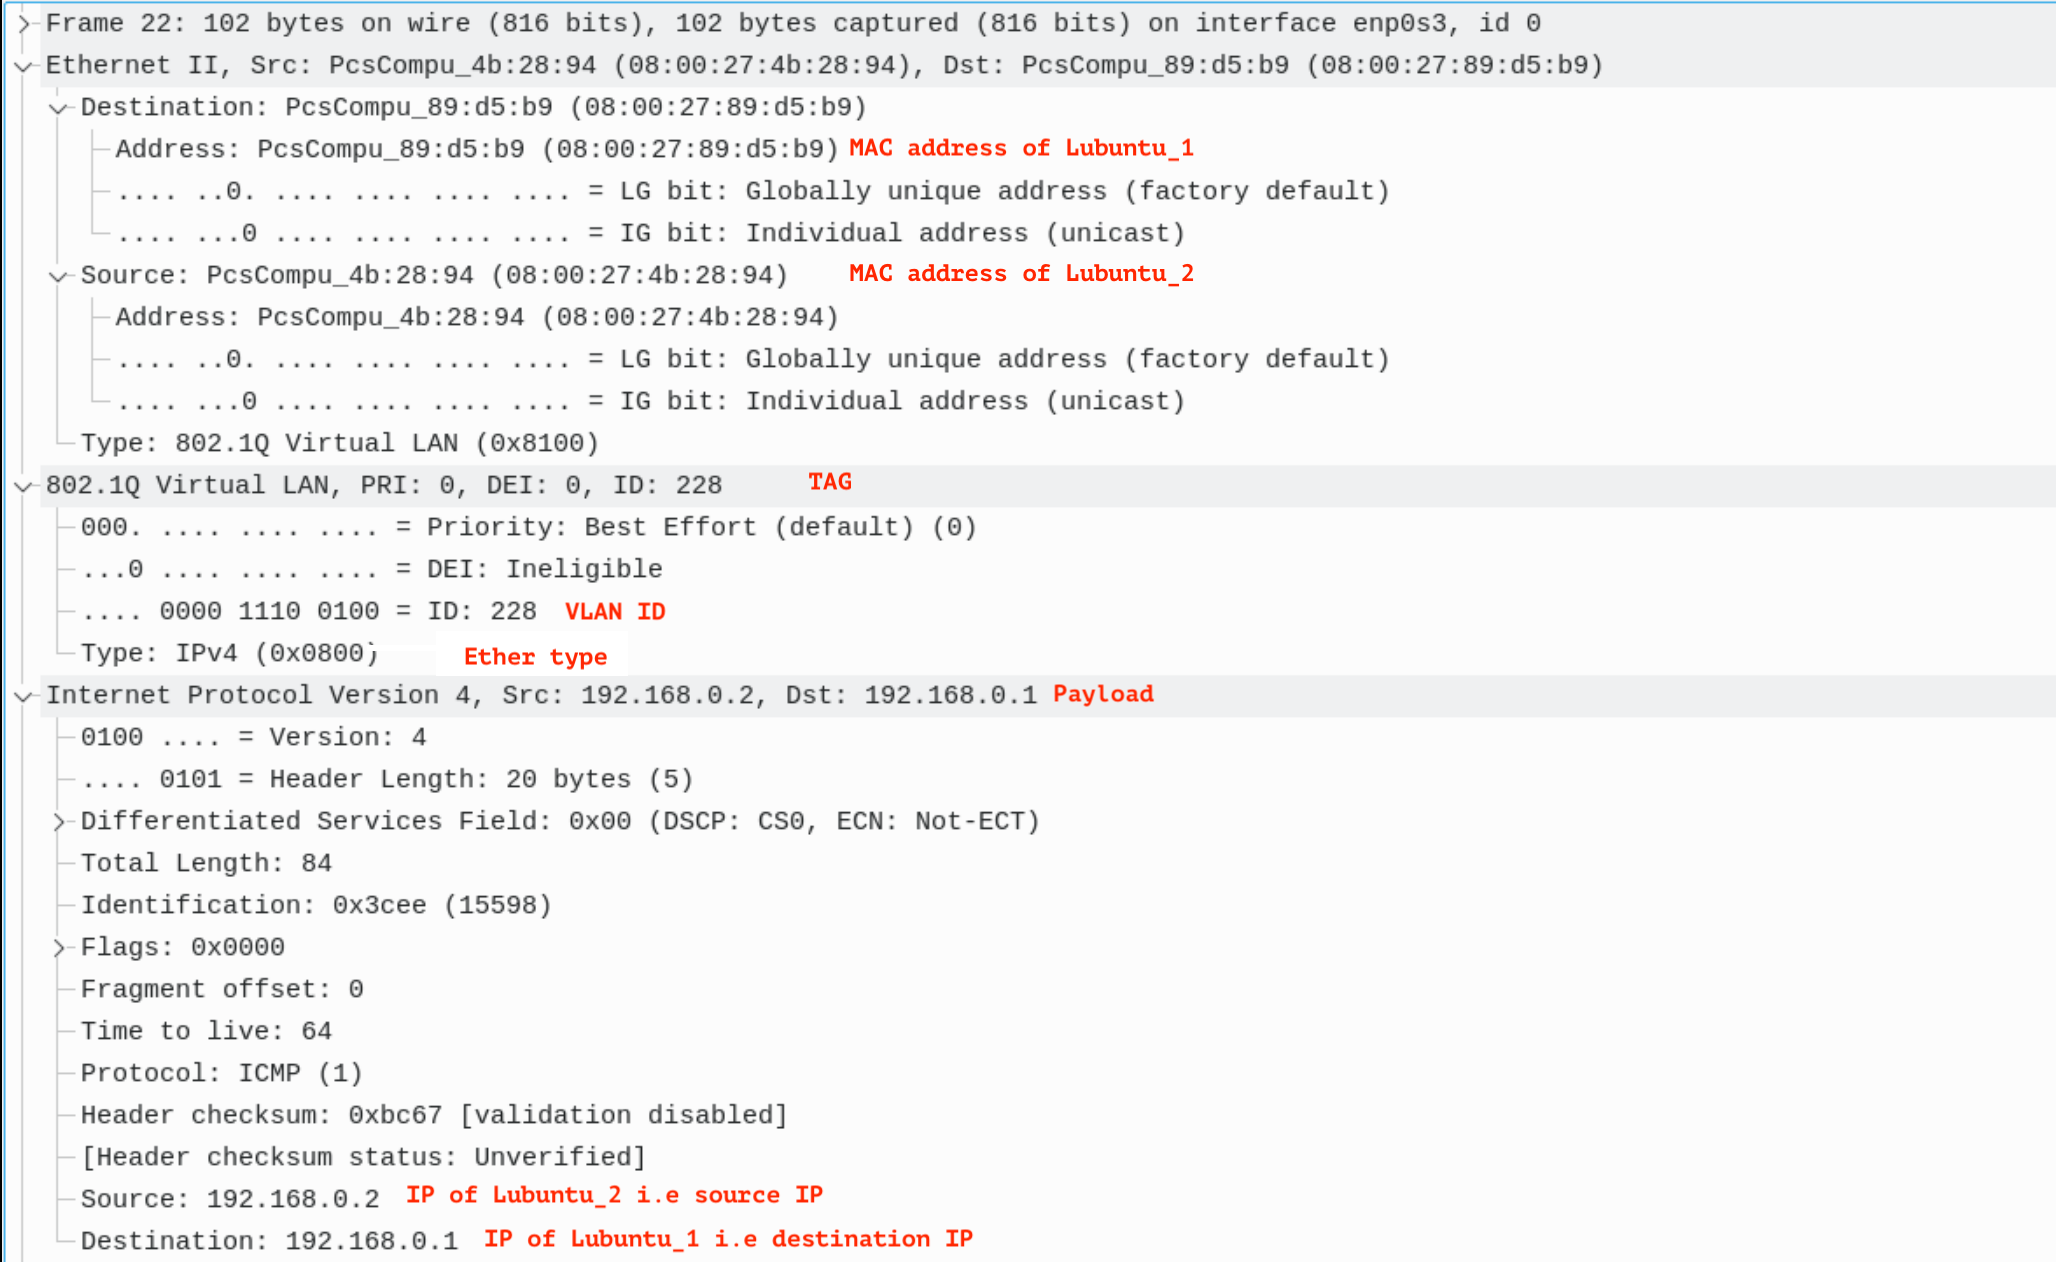 Frame 22: 102 bytes on wire (816 bits), 102 bytes captured (816 bits) on interface enp0s3, id 0
Ethernet II, Src: PcsCompu_4b:28:94 (08:00:27:4b:28:94), Dst: PcsCompu_89:d5:b9 (08:00:27:89:d5:b9)
Destination: PcsCompu_89:d5:b9 (08:00:27:89:d5:b9)
Address: PcsCompu_89:d5:b9 (08:00:27:89:d5:b9) MAC address of Lubuntu_1
.... ..0. .... .... .... .... = LG bit: Globally unique address (factory default)
.... ...0 .... .... .... .... = IG bit: Individual address (unicast)
Source: PcsCompu_4b:28:94 (08:00:27:4b:28:94) MAC address of Lubuntu_2
Address: PcsCompu_4b:28:94 (08:00:27:4b:28:94)
.... ..0. .... .... .... .... = LG bit: Globally unique address (factory default)
.... ...0 .... .... .... .... = IG bit: Individual address (unicast)
Type: 802.1Q Virtual LAN (0x8100)
802.1Q Virtual LAN, PRI: 0, DEI: 0, ID: 228 TAG
000. .... .... .... = Priority: Best Effort (default) (0)
...0 .... .... .... = DEI: Ineligible
.... 0000 1110 0100 = ID: 228 VLAN ID
Type: IPv4 (0x0800) Ether type
Internet Protocol Version 4, Src: 192.168.0.2, Dst: 192.168.0.1 Payload
0100 .... = Version: 4
.... 0101 = Header Length: 20 bytes (5)
Differentiated Services Field: 0x00 (DSCP: CS0, ECN: Not-ECT)
Total Length: 84
Identification: 0x3cee (15598)
Flags: 0x0000
Fragment offset: 0
Time to live: 64
Protocol: ICMP (1)
Header checksum: 0xbc67 [validation disabled]
[Header checksum status: Unverified]
Source: 192.168.0.2 IP of Lubuntu_2 i.e source IP
Destination: 192.168.0.1 IP of Lubuntu_1 i.e destination IP